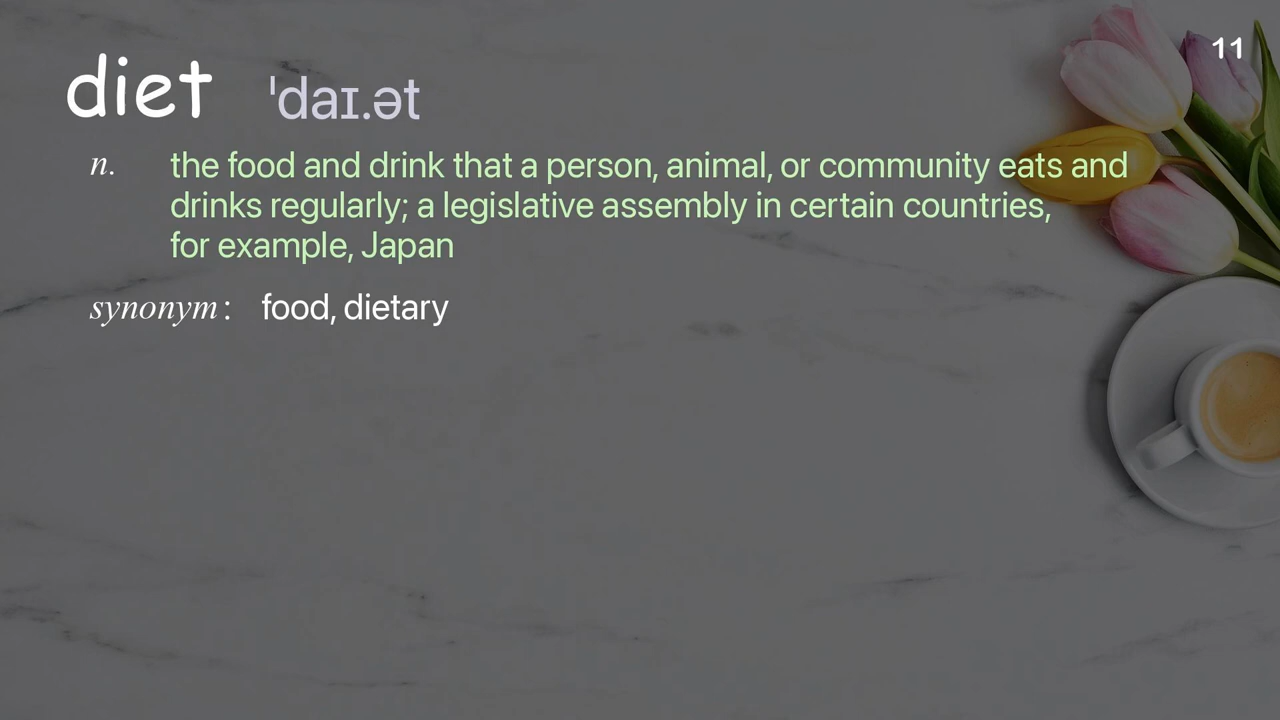 11
diet ˈdaɪ.ət
n. the food and drink that a person, animal, or community eats and
drinks regularly; a legislative assembly in certain countries,
for example, Japan
synonym: food, dietary